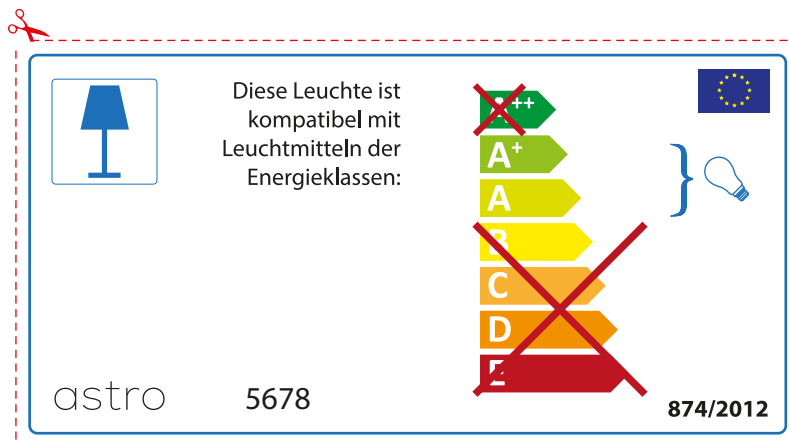 Diese Leuchte ist
kompatibel mit
Leuchtmitteln der
Energieklassen:
A++
A+
A
B
C
D
E
astro
5678
874/2012